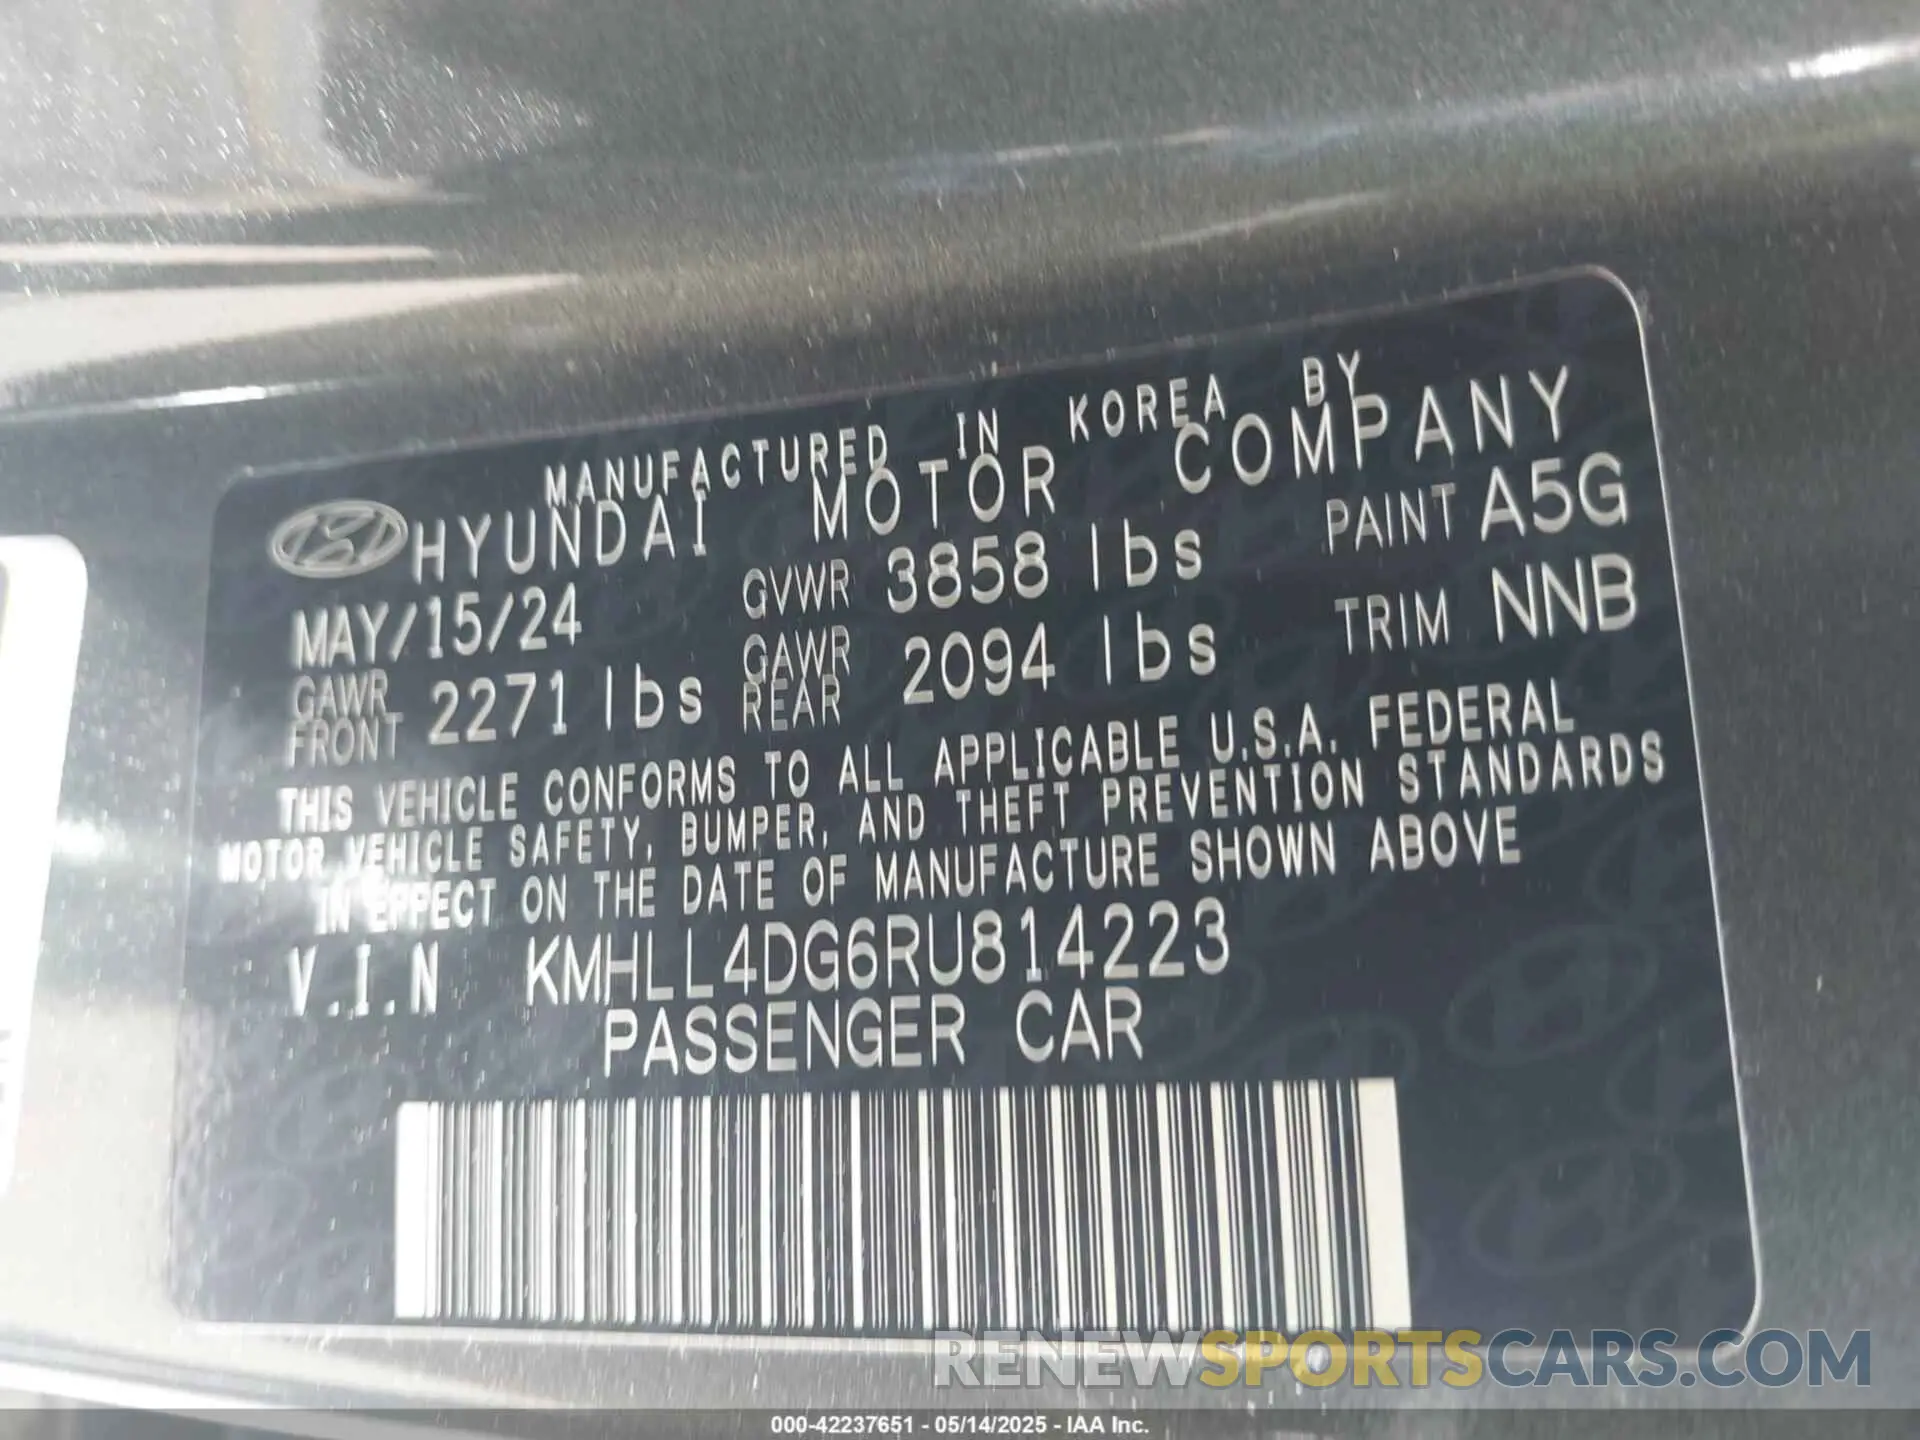 MANUFACTURED IN KOREA BY
HYUNDAI MOTOR COMPANY
MAY/15/24 GVWR 3858 lbs PAINT A5G
GAWR FRONT 2271 lbs GAWR REAR 2094 lbs TRIM NNB
THIS VEHICLE CONFORMS TO ALL APPLICABLE U.S.A. FEDERAL
MOTOR VEHICLE SAFETY, BUMPER, AND THEFT PREVENTION STANDARDS
IN EFFECT ON THE DATE OF MANUFACTURE SHOWN ABOVE
V.I.N KMHLL4DG6RU814223
PASSENGER CAR
RENEWSPORTSCARS.COM
000-42237651 - 05/14/2025 - IAA Inc.